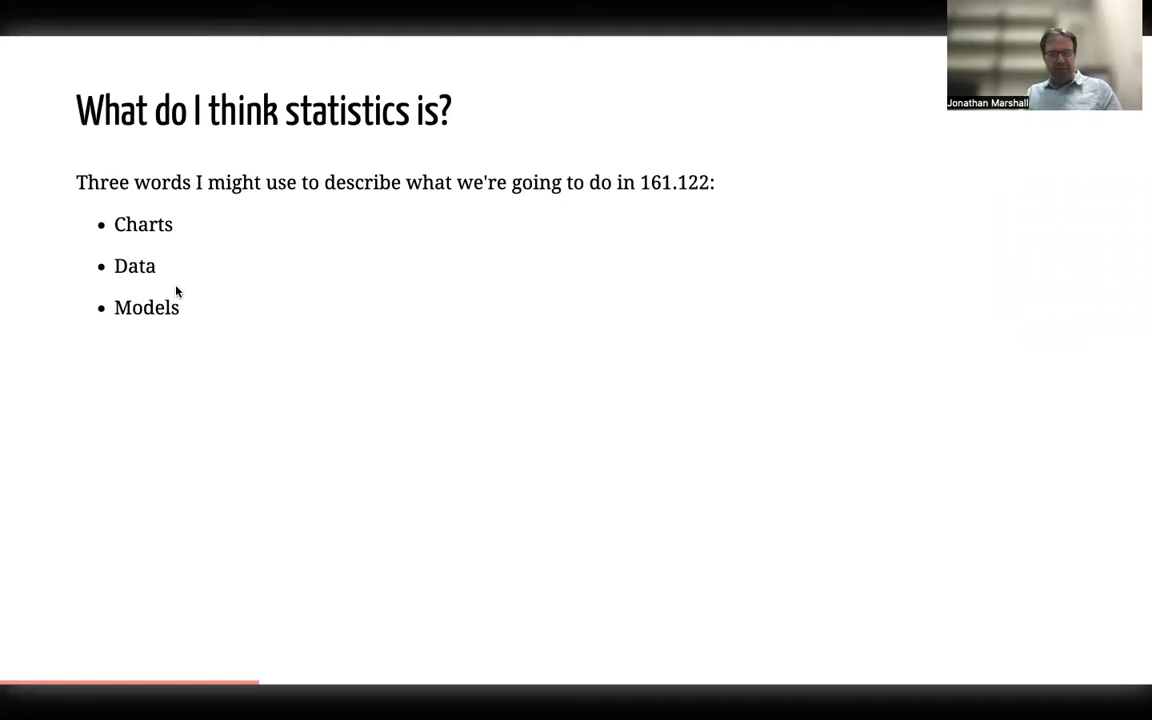 What do I think statistics is?
Jonathan Marshall
Three words I might use to describe what we're going to do in 161.122:
• Charts
• Data
• Models